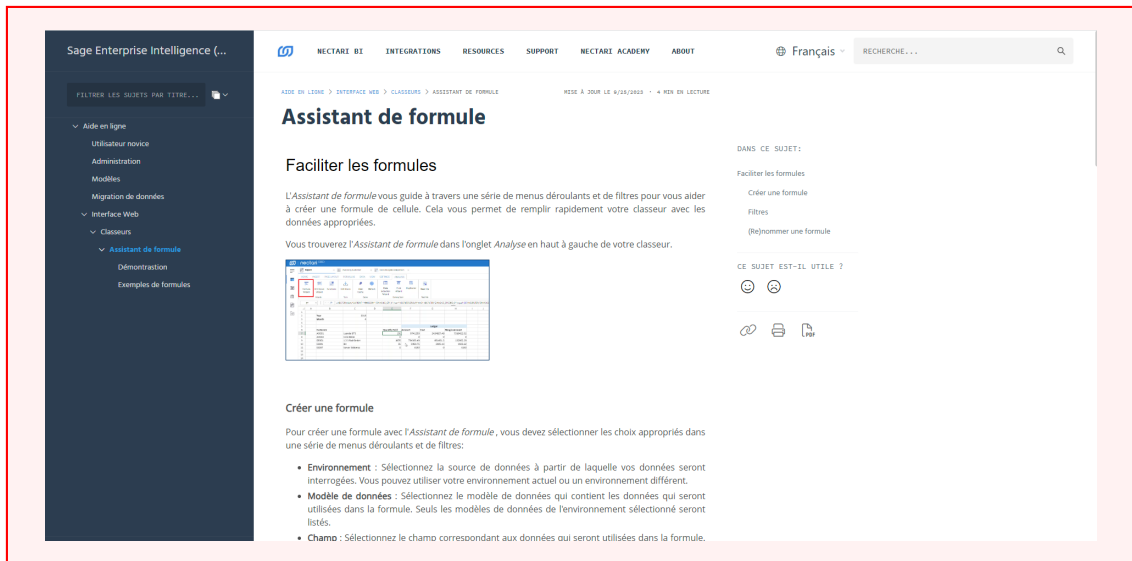 Sage Enterprise Intelligence (...
NECTARI BI INTEGRATIONS RESOURCES SUPPORT NECTARI ACADEMY ABOUT
Français
RECHERCHE...
FILTRER LES SUJETS PAR TITRE...
Aide en ligne
Utilisateur novice
Administration
Modèles
Migration de données
Interface Web
Classeurs
Assistant de formule
Démonstration
Exemples de formules
AIDE EN LIGNE > INTERFACE WEB > CLASSEURS > ASSISTANT DE FORMULE
MISE À JOUR LE 9/25/2023 · 4 MIN EN LECTURE
Assistant de formule
Faciliter les formules
L'Assistant de formule vous guide à travers une série de menus déroulants et de filtres pour vous aider
à créer une formule de cellule. Cela vous permet de remplir rapidement votre classeur avec les
données appropriées.
Vous trouverez l'Assistant de formule dans l'onglet Analyse en haut à gauche de votre classeur.
nectari
Créer une formule
Pour créer une formule avec l'Assistant de formule , vous devez sélectionner les choix appropriés dans
une série de menus déroulants et de filtres:
• Environnement : Sélectionnez la source de données à partir de laquelle vos données seront
interrogées. Vous pouvez utiliser votre environnement actuel ou un environnement différent.
• Modèle de données : Sélectionnez le modèle de données qui contient les données qui seront
utilisées dans la formule. Seuls les modèles de données de l'environnement sélectionné seront
listés.
• Champ : Sélectionnez le champ correspondant aux données qui seront utilisées dans la formule.
DANS CE SUJET:
Faciliter les formules
Créer une formule
Filtres
(Re)nommer une formule
CE SUJET EST-IL UTILE ?
PDF